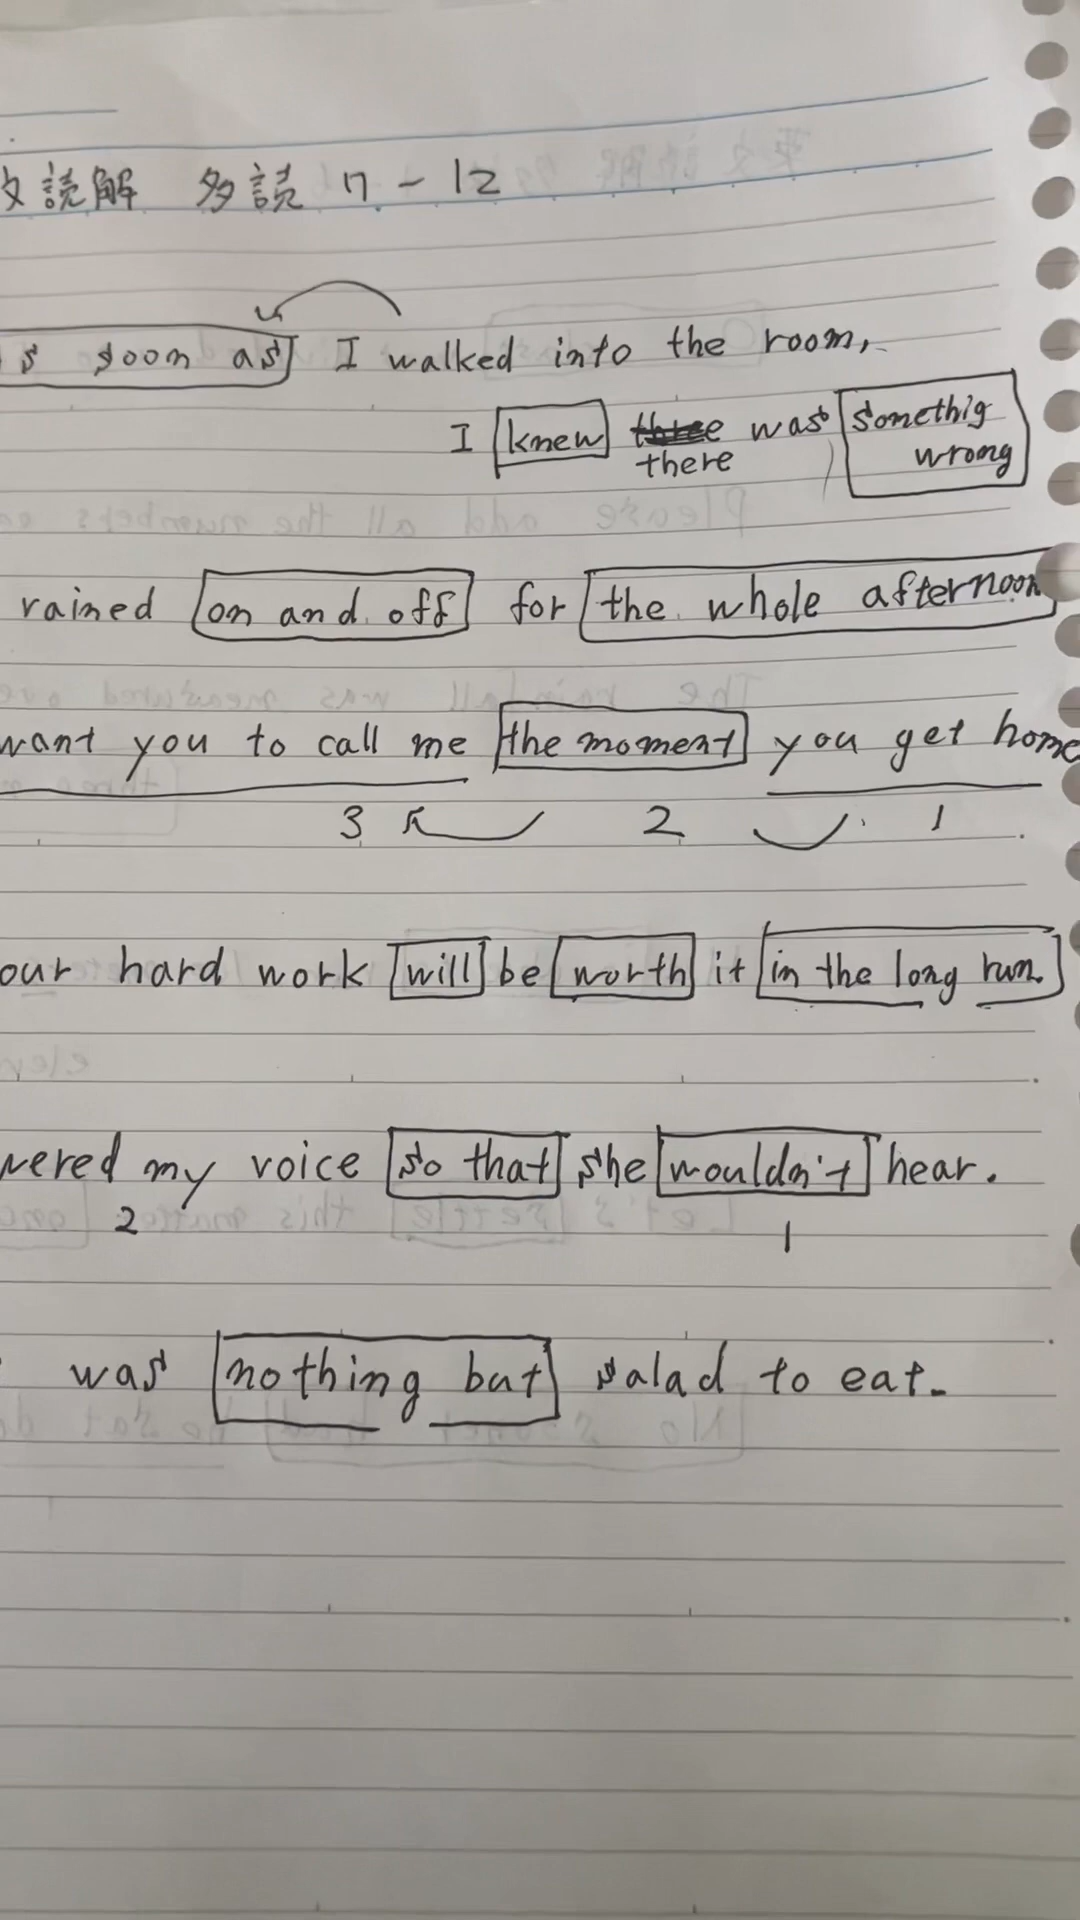 文読解 多読 7-12
s soon as I walked into the room,
I knew there was somethig
wrong
rained on and off for the whole afternoon
want you to call me the moment you get home
3 2 1
our hard work will be worth it in the long run.
wered my voice so that she wouldn't hear.
2 1
was nothing but salad to eat.